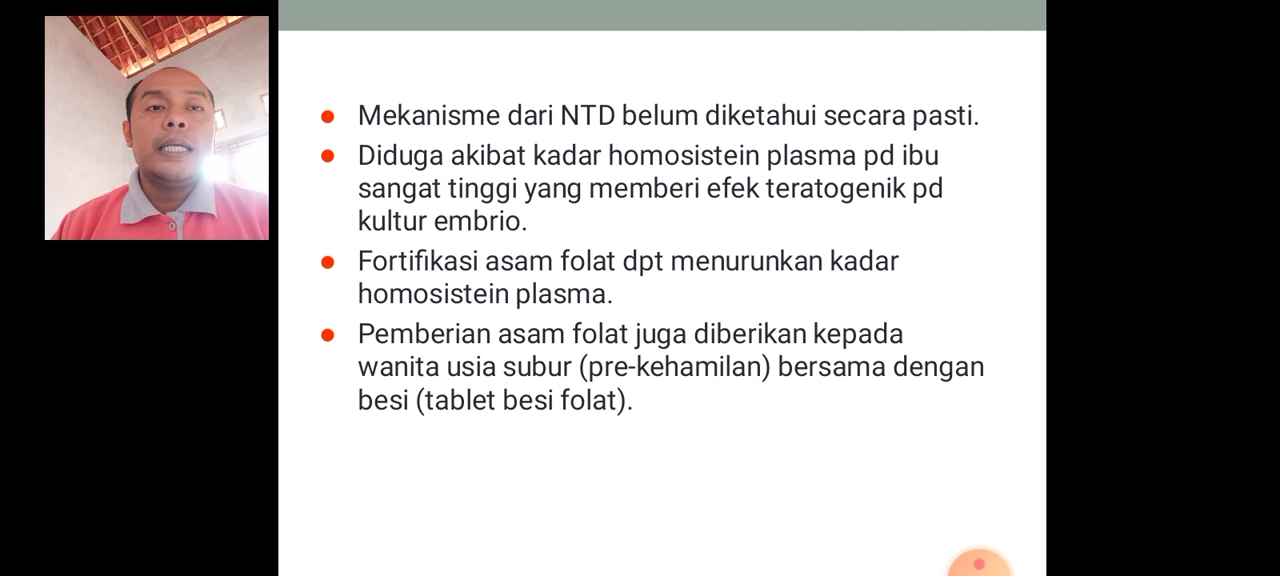 Mekanisme dari NTD belum diketahui secara pasti.
Diduga akibat kadar homosistein plasma pd ibu
sangat tinggi yang memberi efek teratogenik pd
kultur embrio.
Fortifikasi asam folat dpt menurunkan kadar
homosistein plasma.
Pemberian asam folat juga diberikan kepada
wanita usia subur (pre-kehamilan) bersama dengan
besi (tablet besi folat).